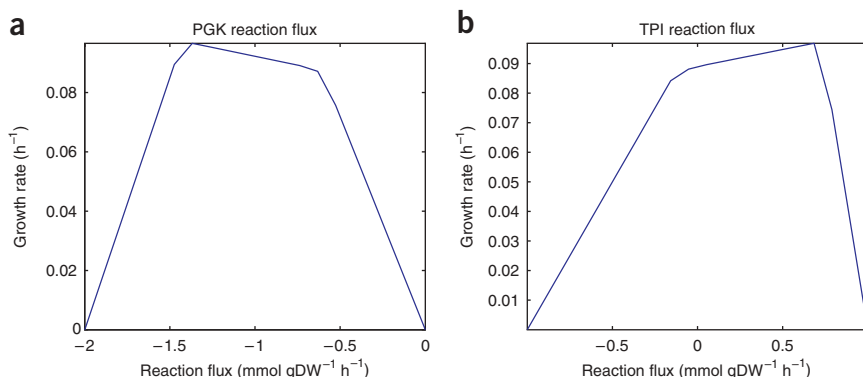 a
PGK reaction flux
Growth rate (h−1)
0.08
0.06
0.04
0.02
0
−2
−1.5
−1
−0.5
0
Reaction flux (mmol gDW−1 h−1)
b
TPI reaction flux
Growth rate (h−1)
0.09
0.08
0.07
0.06
0.05
0.04
0.03
0.02
0.01
−0.5
0
0.5
Reaction flux (mmol gDW−1 h−1)